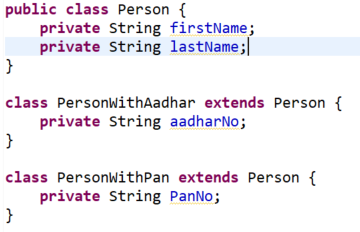 public class Person {
    private String firstName;
    private String lastName;
}
class PersonWithAadhar extends Person {
    private String aadharNo;
}
class PersonWithPan extends Person {
    private String PanNo;
}